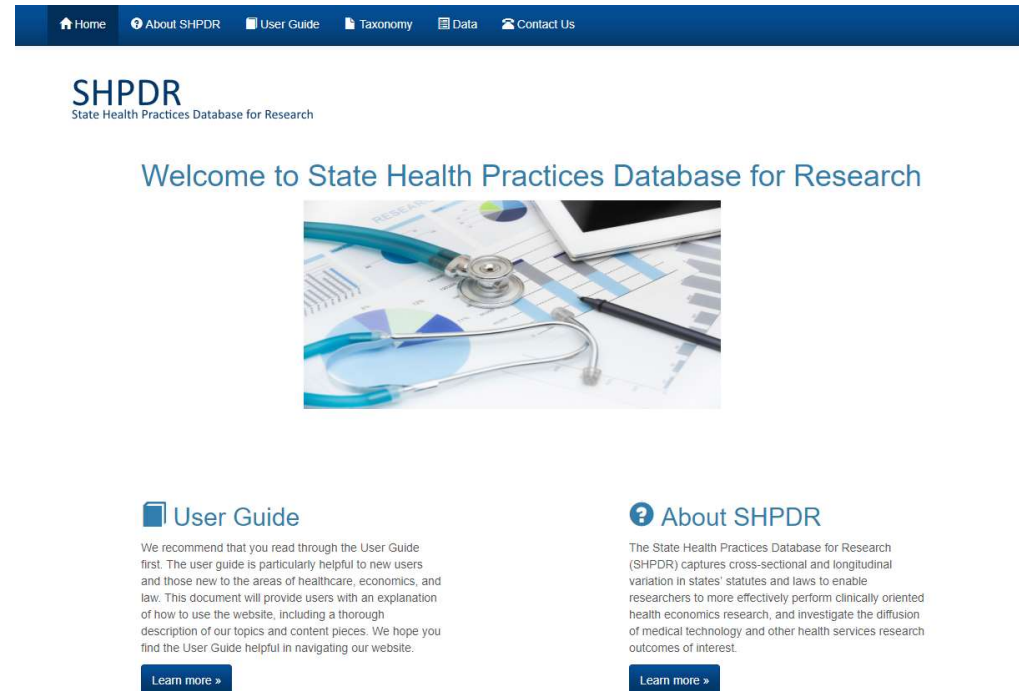 Home About SHPDR User Guide Taxonomy Data Contact Us
SHPDR
State Health Practices Database for Research
Welcome to State Health Practices Database for Research
RESEAR
User Guide
We recommend that you read through the User Guide
first. The user guide is particularly helpful to new users
and those new to the areas of healthcare, economics, and
law. This document will provide users with an explanation
of how to use the website, including a thorough
description of our topics and content pieces. We hope you
find the User Guide helpful in navigating our website.
Learn more »
About SHPDR
The State Health Practices Database for Research
(SHPDR) captures cross-sectional and longitudinal
variation in states' statutes and laws to enable
researchers to more effectively perform clinically oriented
health economics research, and investigate the diffusion
of medical technology and other health services research
outcomes of interest.
Learn more »